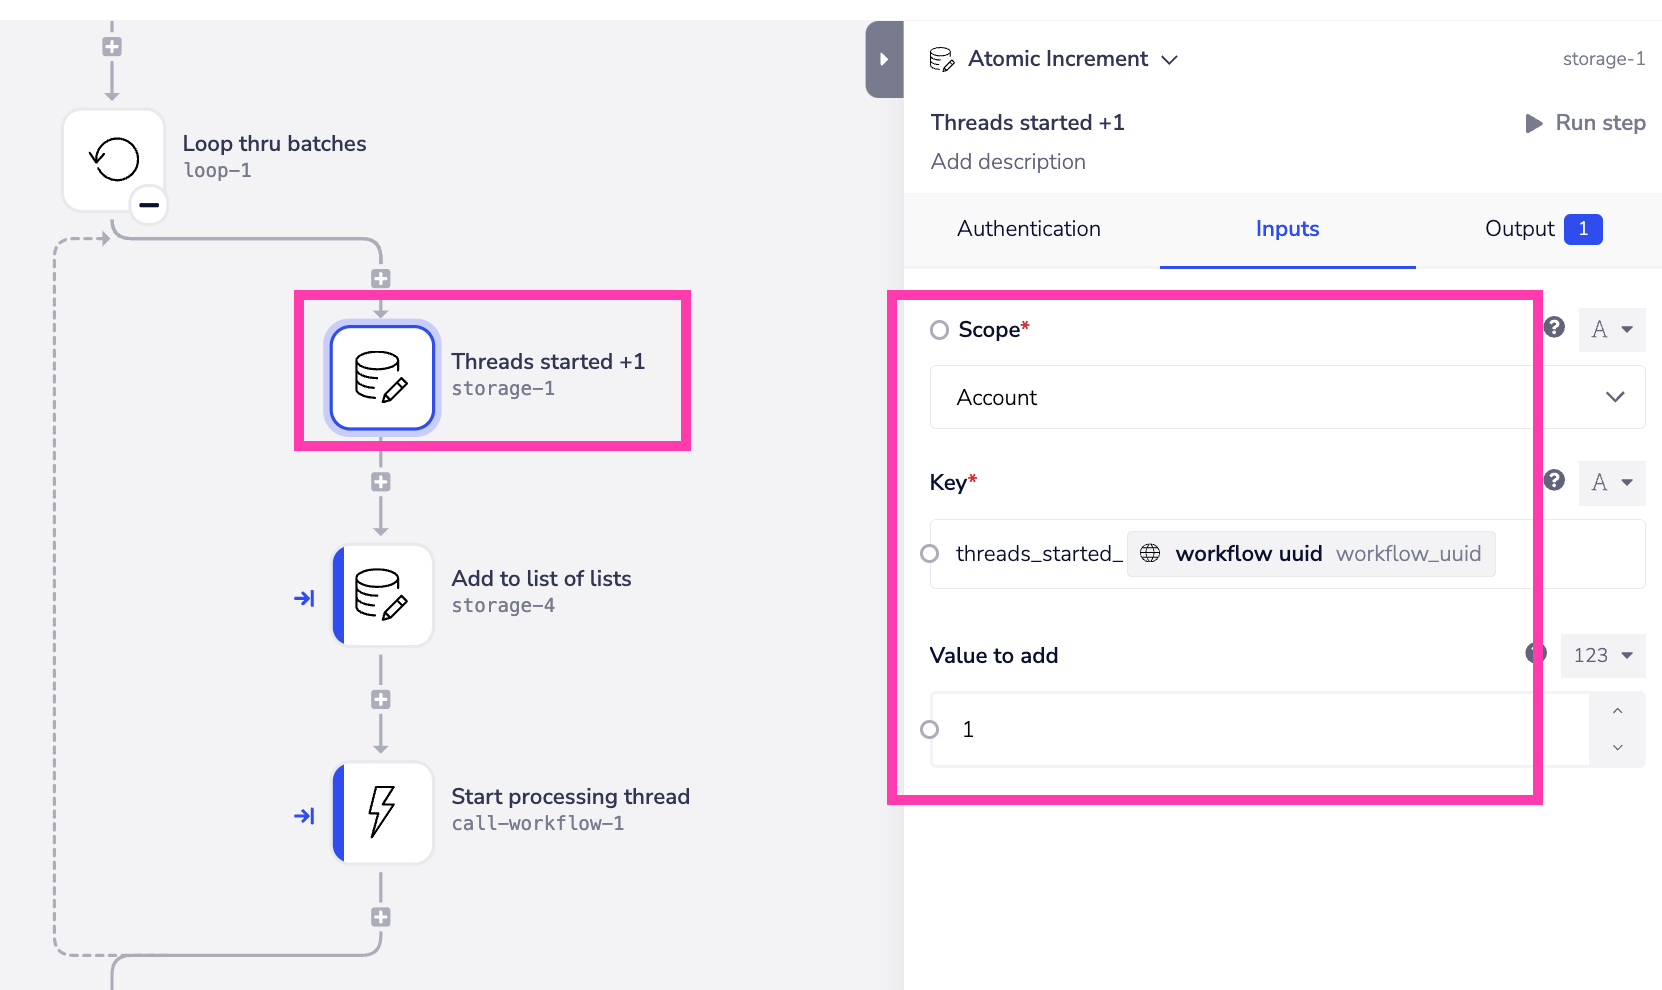 Loop thru batches
loop-1
Threads started +1
storage-1
Add to list of lists
storage-4
Start processing thread
call-workflow-1
Atomic Increment
storage-1
Threads started +1
Run step
Add description
Authentication
Inputs
Output 1
Scope*
? A
Account
Key*
? A
threads_started_ workflow uuid workflow_uuid
Value to add
123
1